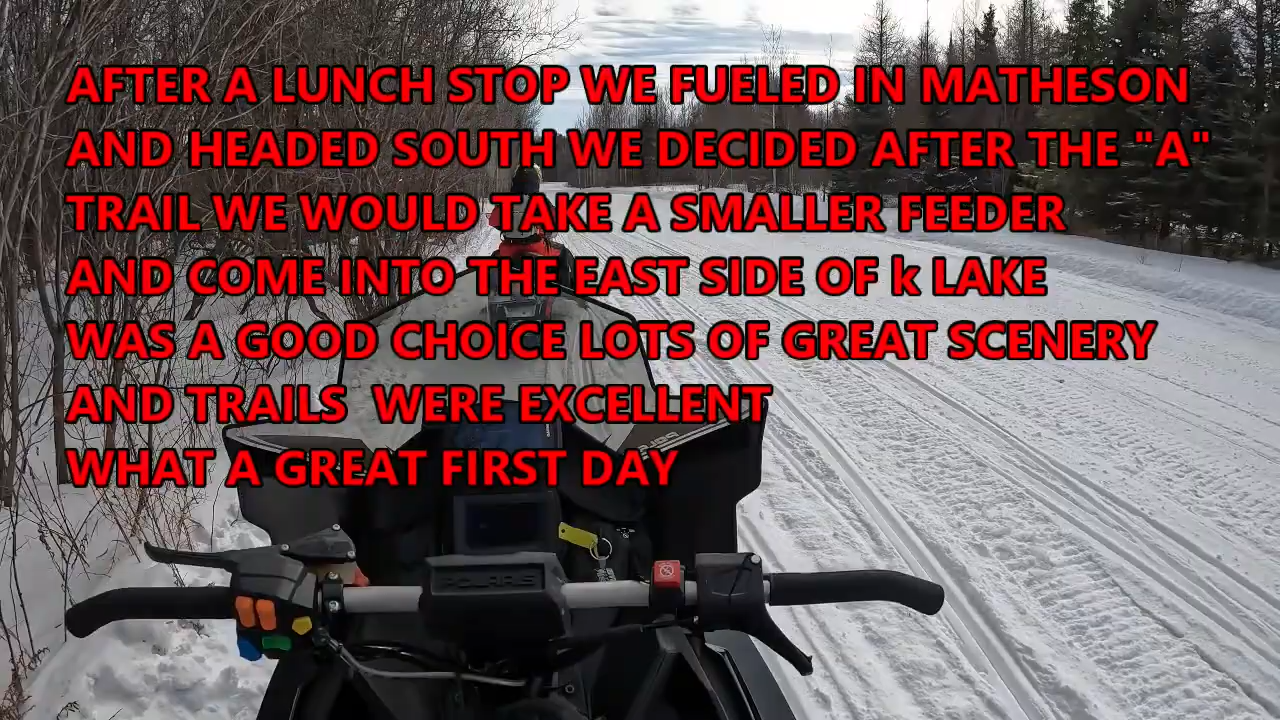 AFTER A LUNCH STOP WE FUELED IN MATHESON
AND HEADED SOUTH WE DECIDED AFTER THE "A"
TRAIL WE WOULD TAKE A SMALLER FEEDER
AND COME INTO THE EAST SIDE OF k LAKE
WAS A GOOD CHOICE LOTS OF GREAT SCENERY
AND TRAILS  WERE EXCELLENT
WHAT A GREAT FIRST DAY
POLARIS
POLARIS